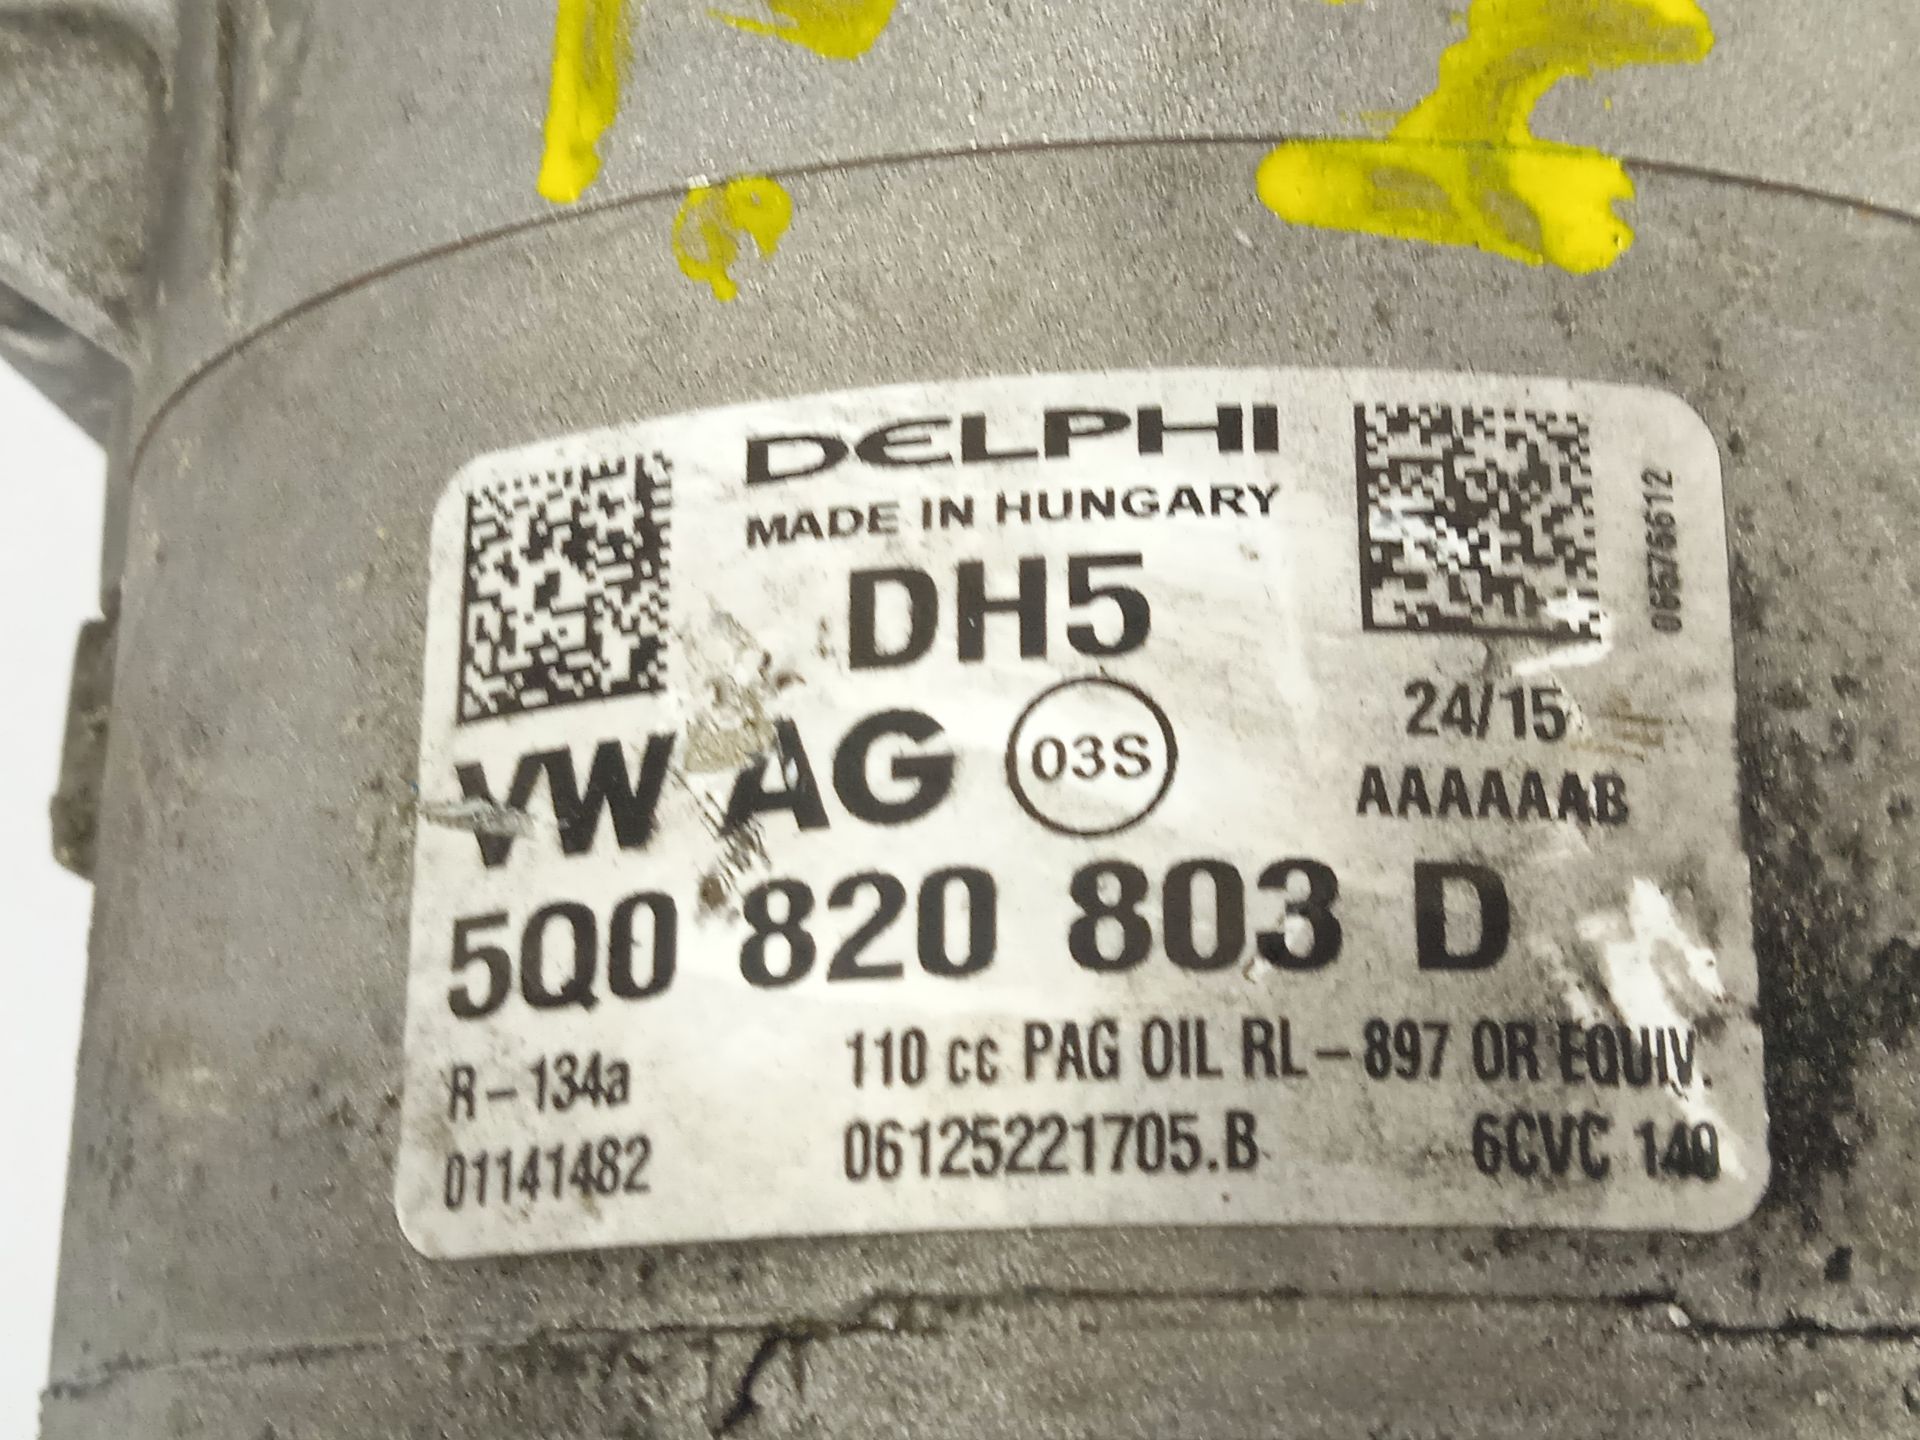 DELPHI
MADE IN HUNGARY
DH5
0665766612
24/15
VW AG 03S
AAAAAAB
5Q0 820 803 D
R-134a 110 cc PAG OIL RL-897 OR EQUIV.
01141482 06125221705.B 6CVC 140